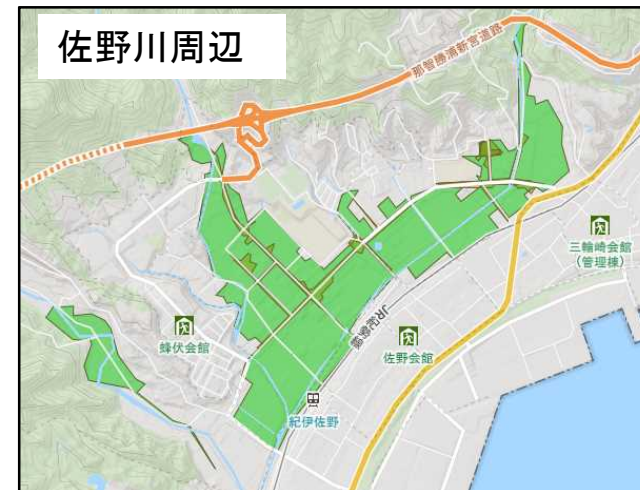 佐野川周辺
那智勝浦新宮道路
三輪崎会館
(管理棟)
JR紀勢線
蜂伏会館
佐野会館
紀伊佐野